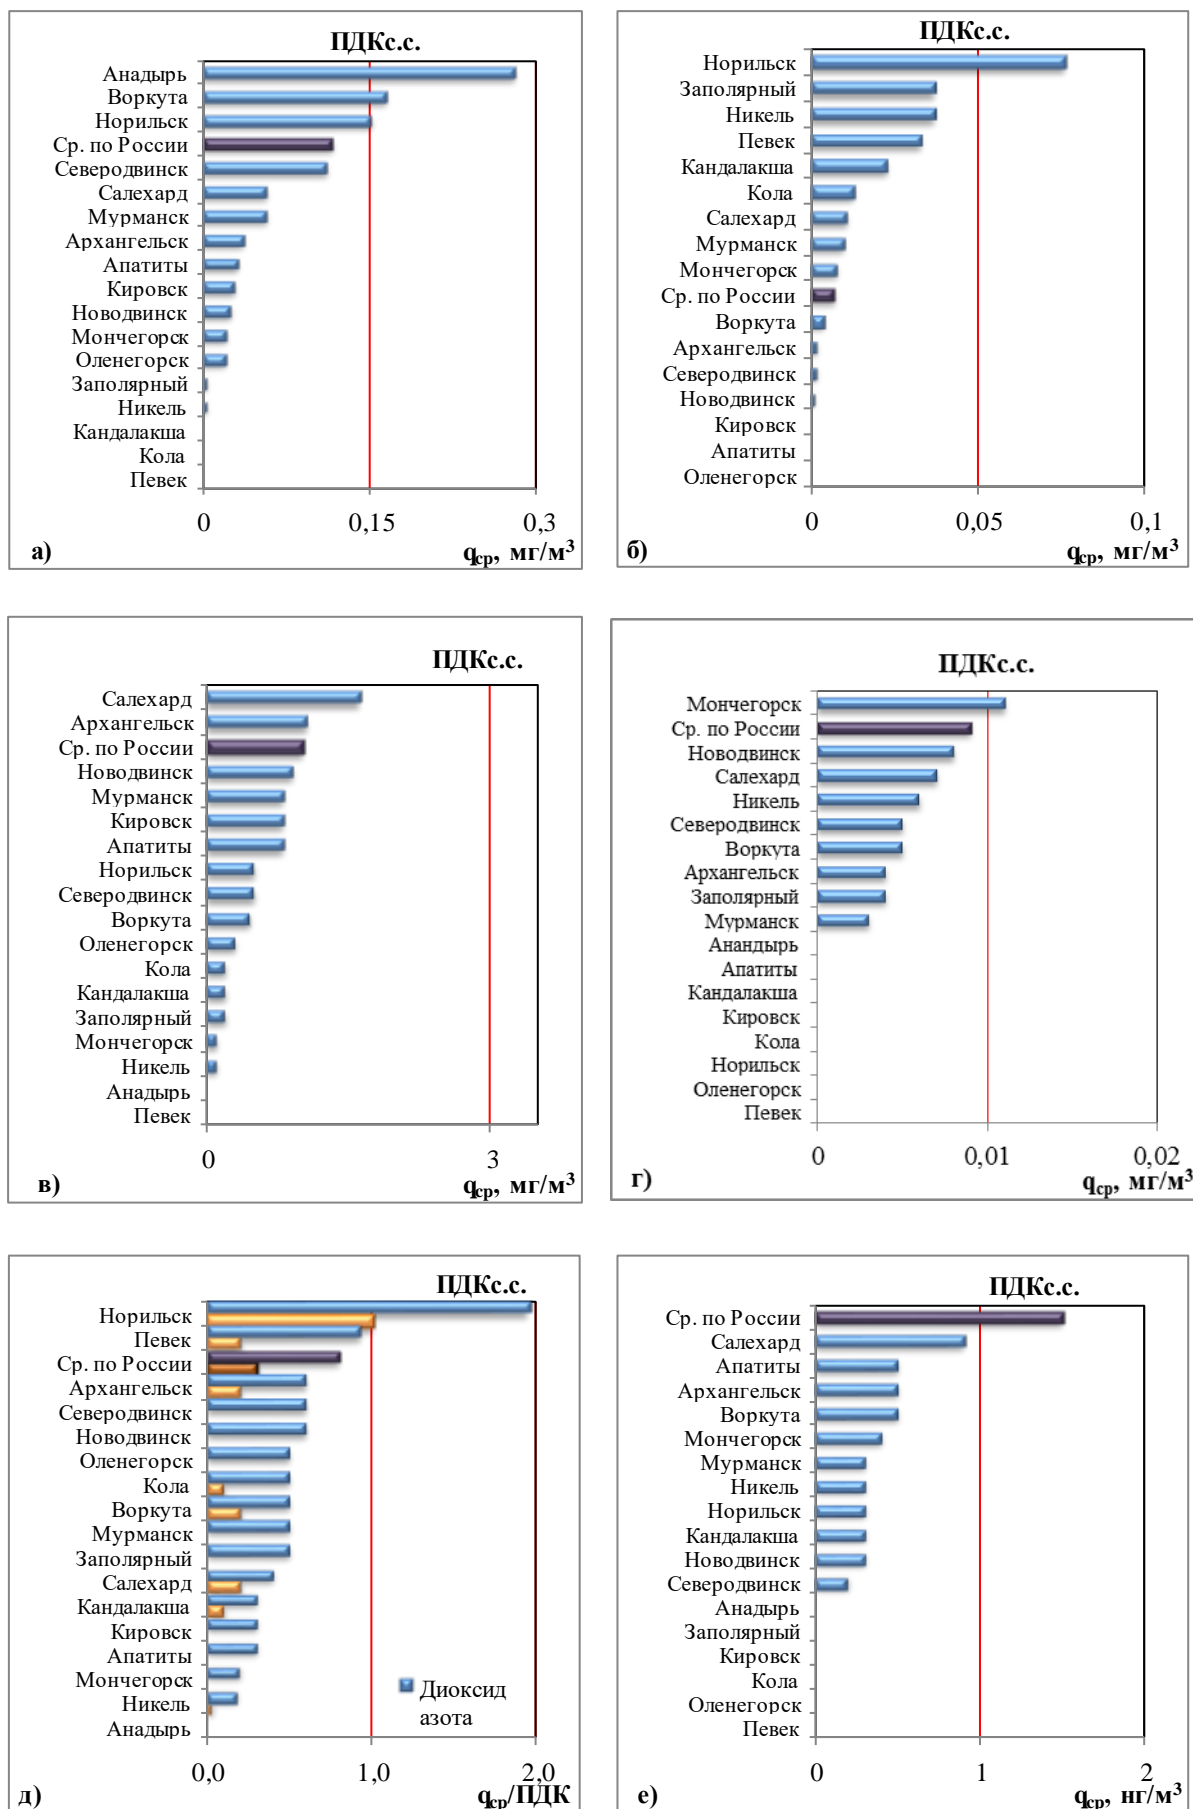 ПДКс.с.
Анадырь
Воркута
Норильск
Ср. по России
Северодвинск
Салехард
Мурманск
Архангельск
Апатиты
Кировск
Новодвинск
Мончегорск
Оленегорск
Заполярный
Никель
Кандалакша
Кола
Певек
0 0,15 0,3
а) qср, мг/м³
ПДКс.с.
Норильск
Заполярный
Никель
Певек
Кандалакша
Кола
Салехард
Мурманск
Мончегорск
Ср. по России
Воркута
Архангельск
Северодвинск
Новодвинск
Кировск
Апатиты
Оленегорск
0 0,05 0,1
б) qср, мг/м³
ПДКс.с.
Салехард
Архангельск
Ср. по России
Новодвинск
Мурманск
Кировск
Апатиты
Норильск
Северодвинск
Воркута
Оленегорск
Кола
Кандалакша
Заполярный
Мончегорск
Никель
Анадырь
Певек
0 3
в) qср, мг/м³
ПДКс.с.
Мончегорск
Ср. по России
Новодвинск
Салехард
Никель
Северодвинск
Воркута
Архангельск
Заполярный
Мурманск
Анандырь
Апатиты
Кандалакша
Кировск
Кола
Норильск
Оленегорск
Певек
0 0,01 0,02
г) qср, мг/м³
ПДКс.с.
Норильск
Певек
Ср. по России
Архангельск
Северодвинск
Новодвинск
Оленегорск
Кола
Воркута
Мурманск
Заполярный
Салехард
Кандалакша
Кировск
Апатиты
Мончегорск
Никель
Анадырь
Диоксид
азота
0,0 1,0 2,0
д) qср/ПДК
ПДКс.с.
Ср. по России
Салехард
Апатиты
Архангельск
Воркута
Мончегорск
Мурманск
Никель
Норильск
Кандалакша
Новодвинск
Северодвинск
Анадырь
Заполярный
Кировск
Кола
Оленегорск
Певек
0 1 2
е) qср, нг/м³